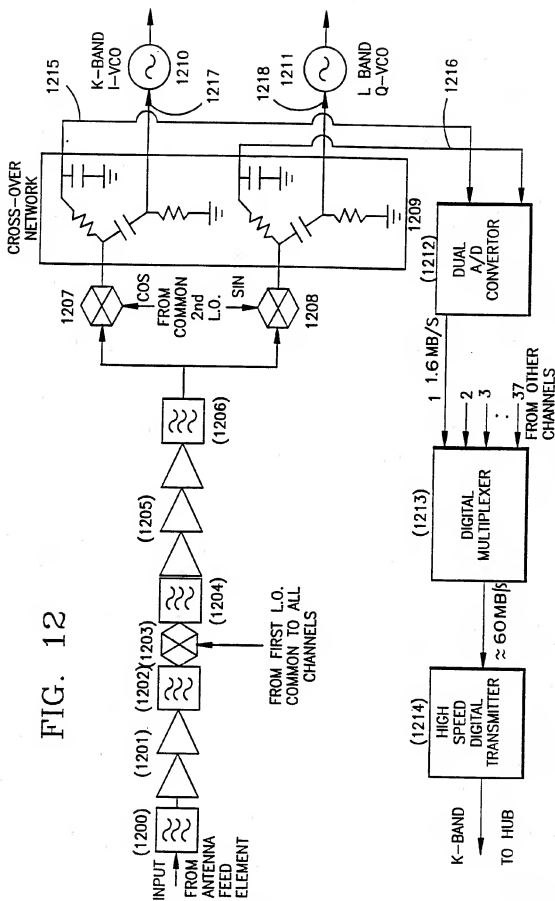 FIG. 12
INPUT
FROM
ANTENNA
FEED
ELEMENT
(1200)
(1201)
(1202)
(1203)
(1204)
(1205)
(1206)
FROM FIRST L.O.
COMMON TO ALL
CHANNELS
1207
COS
FROM
COMMON
2nd
L.O.
SIN
1208
CROSS-OVER
NETWORK
1209
1215
K-BAND
I-VCO
1210
1217
1218
1211
L BAND
Q-VCO
1216
(1212)
DUAL
A/D
CONVERTOR
1 1.6 MB/S
2
3
:
37
FROM OTHER
CHANNELS
(1213)
DIGITAL
MULTIPLEXER
≈ 60MB/S
(1214)
HIGH
SPEED
DIGITAL
TRANSMITTER
K-BAND
TO HUB